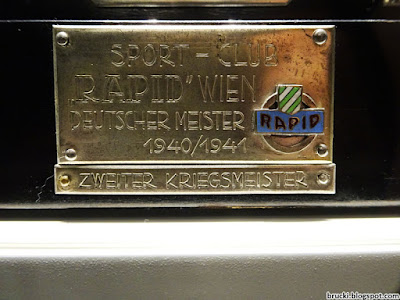 SPORT - CLUB
„RAPID” WIEN
DEUTSCHER MEISTER
RAPID
1940/1941
ZWEITER KRIEGSMEISTER
brucki.blogspot.com